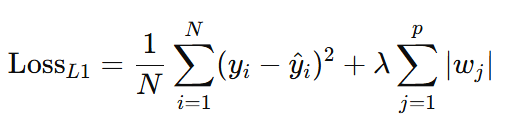 Loss_{L1} = \frac{1}{N} \sum_{i=1}^{N} (y_i - \hat{y}_i)^2 + \lambda \sum_{j=1}^{p} |w_j|